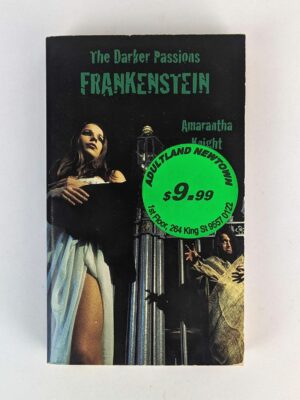 The Darker Passions
FRANKENSTEIN
Amarantha
Knight
ADULTLAND NEWTOWN
$9.99
1st Floor, 264 King St 9557 0122